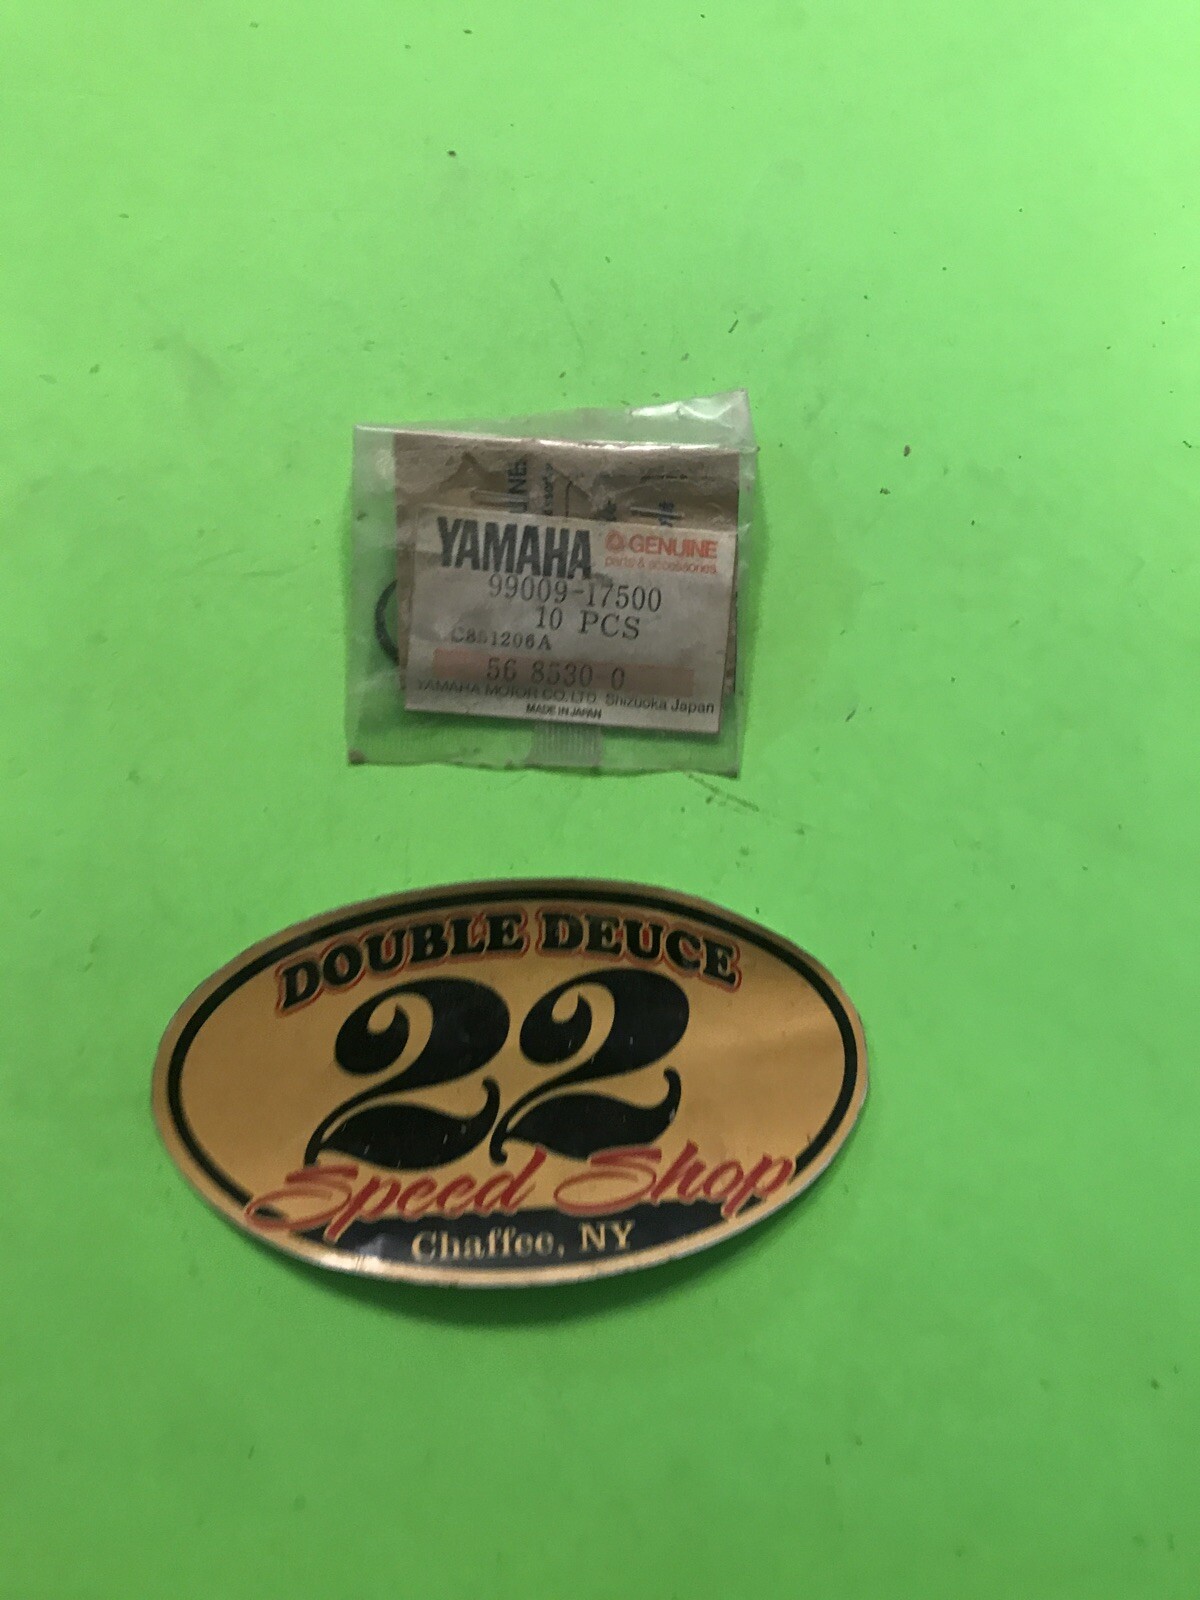 YAMAHA
GENUINE
parts & accessories
99009-17500
10 PCS
C851206A
56 8530 0
YAMAHA MOTOR CO., LTD. Shizuoka Japan
MADE IN JAPAN
DOUBLE DEUCE
22
Speed Shop
Chaffee, NY